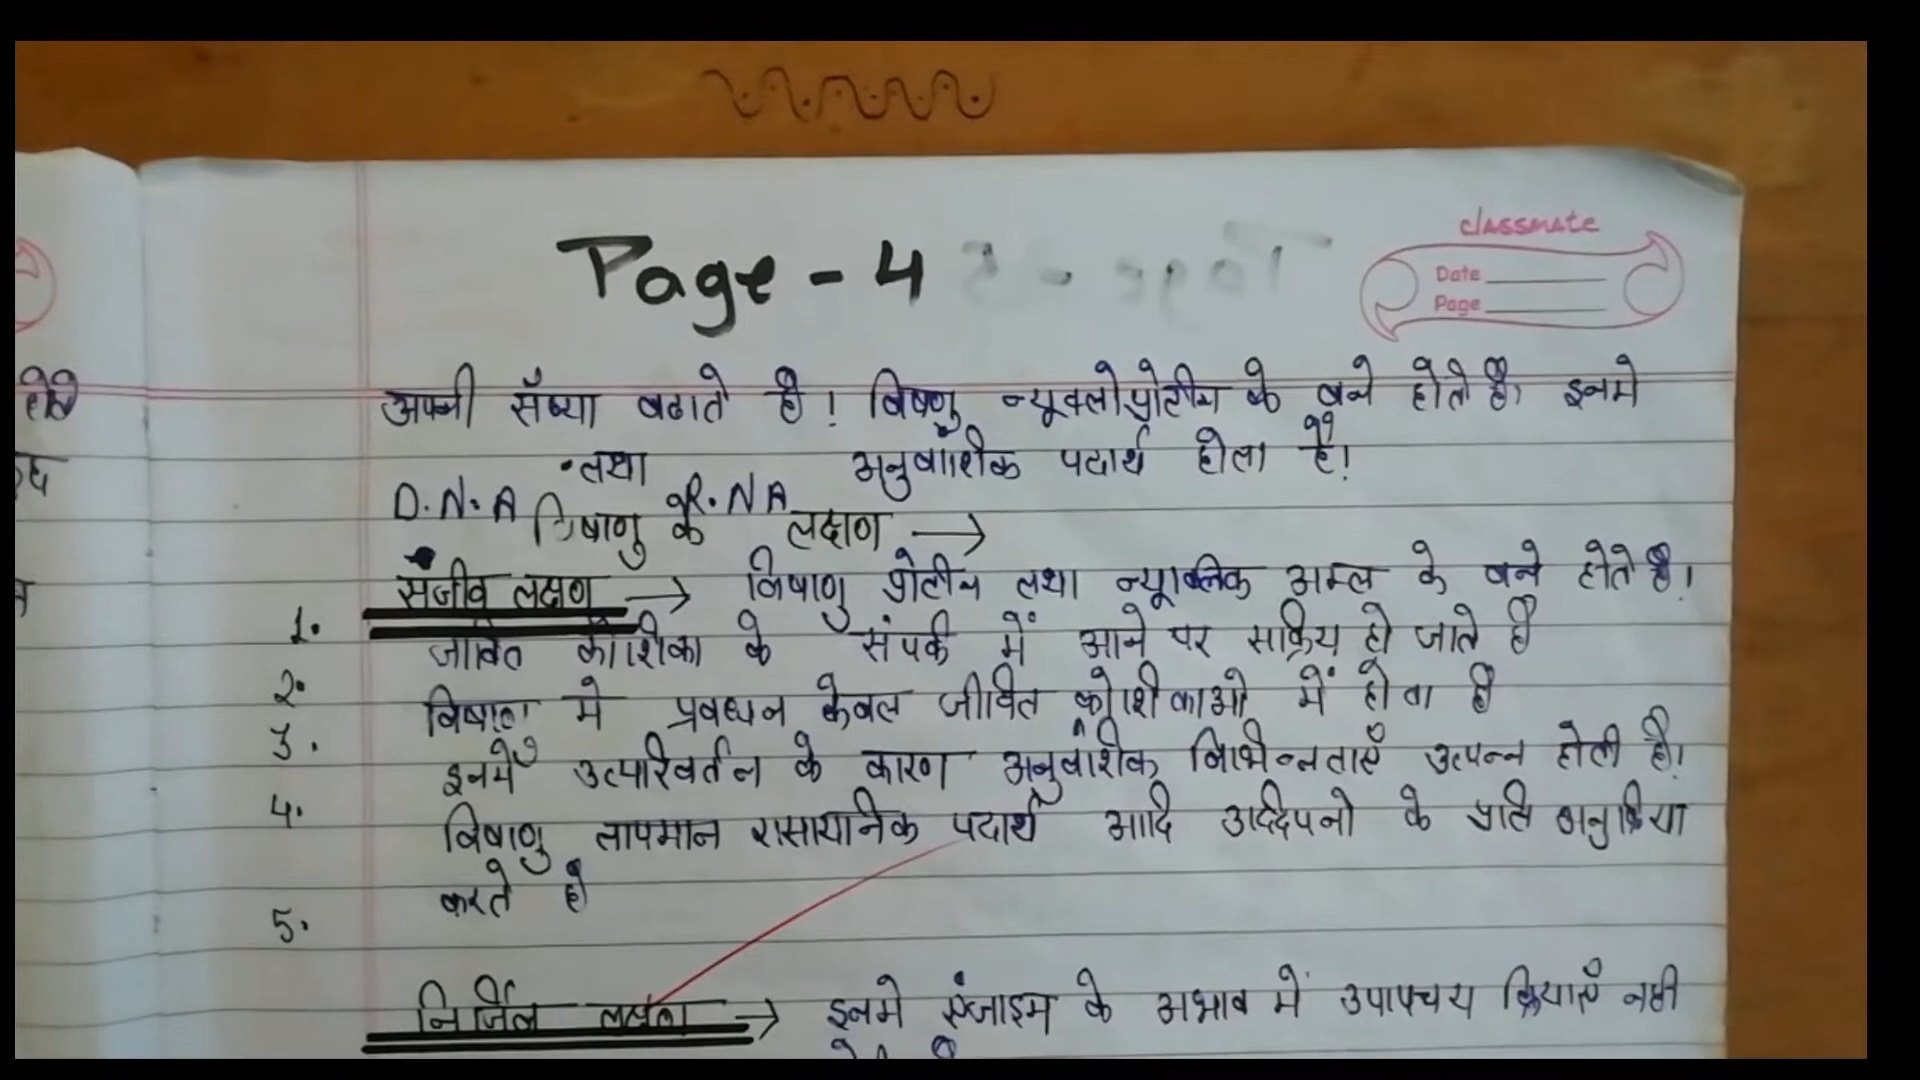 classmate
Date
Page
Page - 4
अपनी सँख्या बढाते है! विषाणु न्यूक्लोप्रोटीन के बने होते है, इनमे
D.N.A तथा R.NA अनुवांशिक पदार्थ होता है!
विषाणु के लक्षण →
सजीव लक्षण → विषाणु प्रोटीन तथा न्यूक्लिक अम्ल के बने होते है।
1. जीवित कोशिका के संपर्क में आने पर सक्रिय हो जाते है
2. विषाणु मे प्रवर्धन केवल जीवित कोशिकाओ में होता है
3. इनमें उत्परिवर्तन के कारण अनुवांशिक विभिन्नताएँ उत्पन्न होती है।
4. विषाणु तापमान रासायनिक पदार्थ आदि उद्दिपनो के प्रति अनुक्रिया
करते है
5.
निर्जिव लक्षण → इनमे एंजाइम के अभाव में उपापचय क्रियाएँ नही